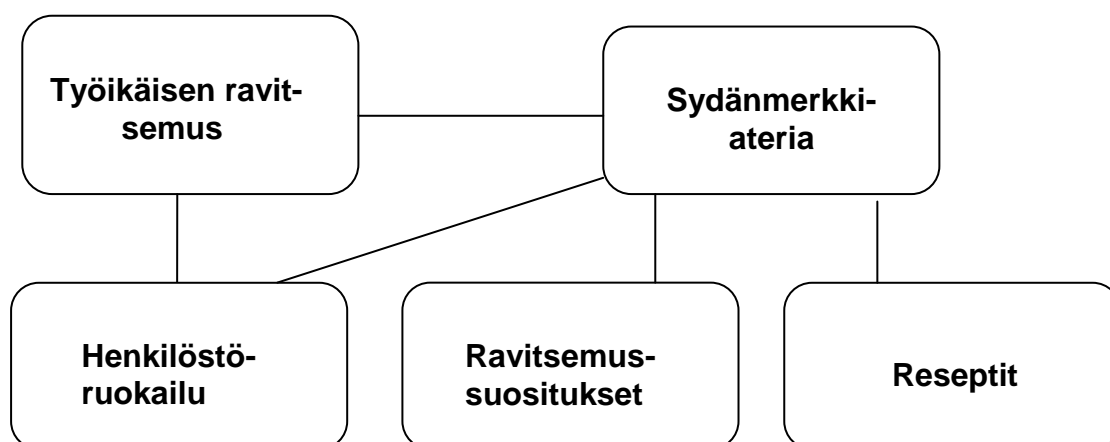 Työikäisen ravit-
semus
Sydänmerkki-
ateria
Henkilöstö-
ruokailu
Ravitsemus-
suositukset
Reseptit